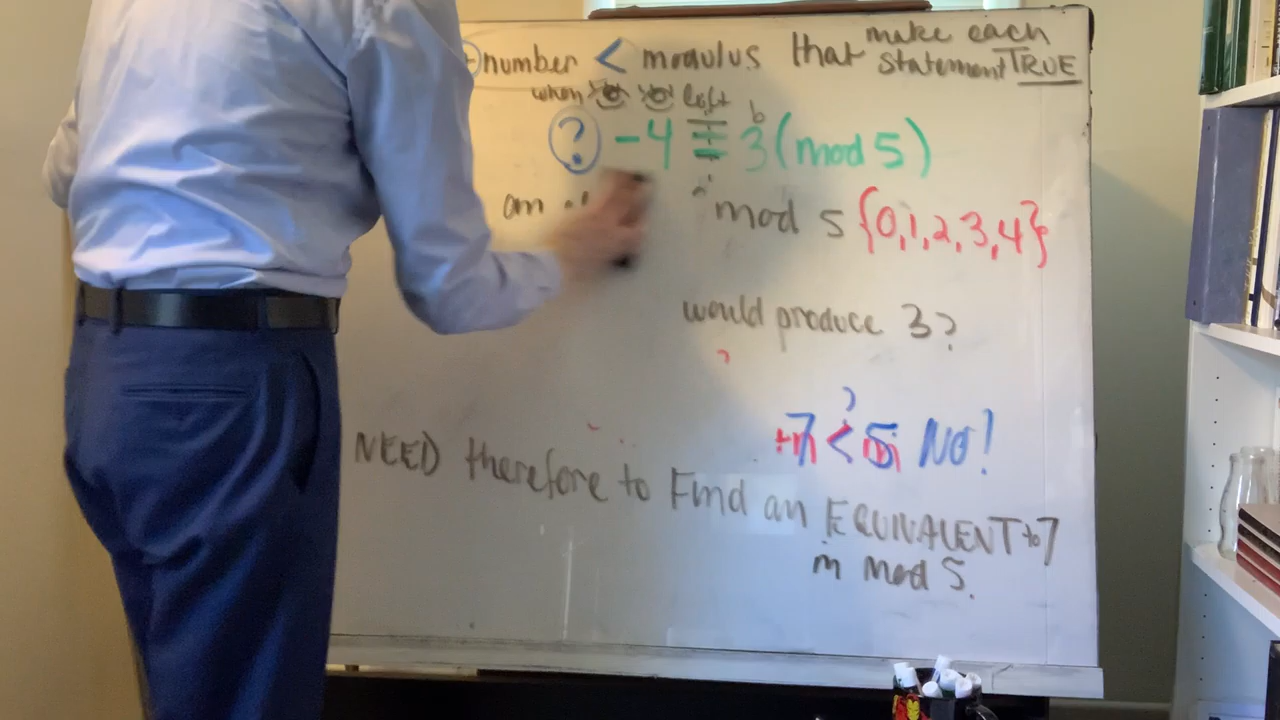 number < modulus that make each
statement TRUE
when left
b
? -4 ≡ 3 (mod 5)
an mod 5 {0,1,2,3,4}
would produce 3?
?
?
+7 < 5 No!
NEED therefore to Find an EQUIVALENT to 7
in mod 5.